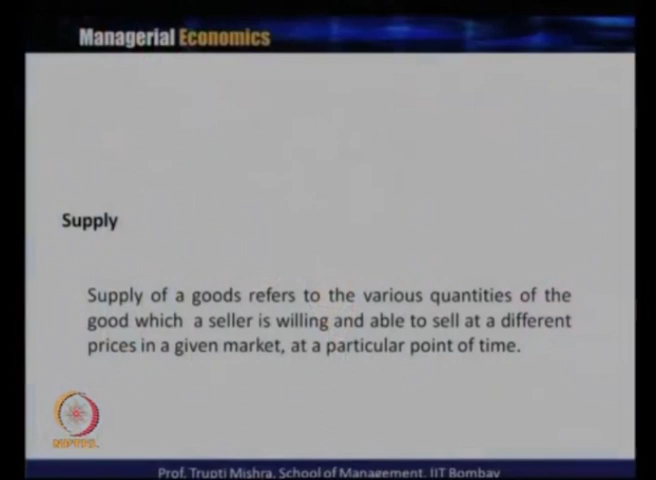 Managerial Economics
Supply
Supply of a goods refers to the various quantities of the
good which a seller is willing and able to sell at a different
prices in a given market, at a particular point of time.
NPTEL
Prof. Trupti Mishra, School of Management, IIT Bombay